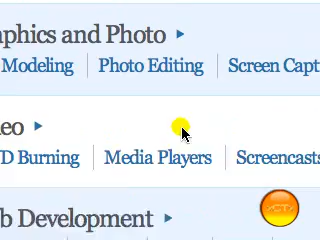 aphics and Photo
Modeling Photo Editing Screen Capt
eo
D Burning Media Players Screencasts
b Development